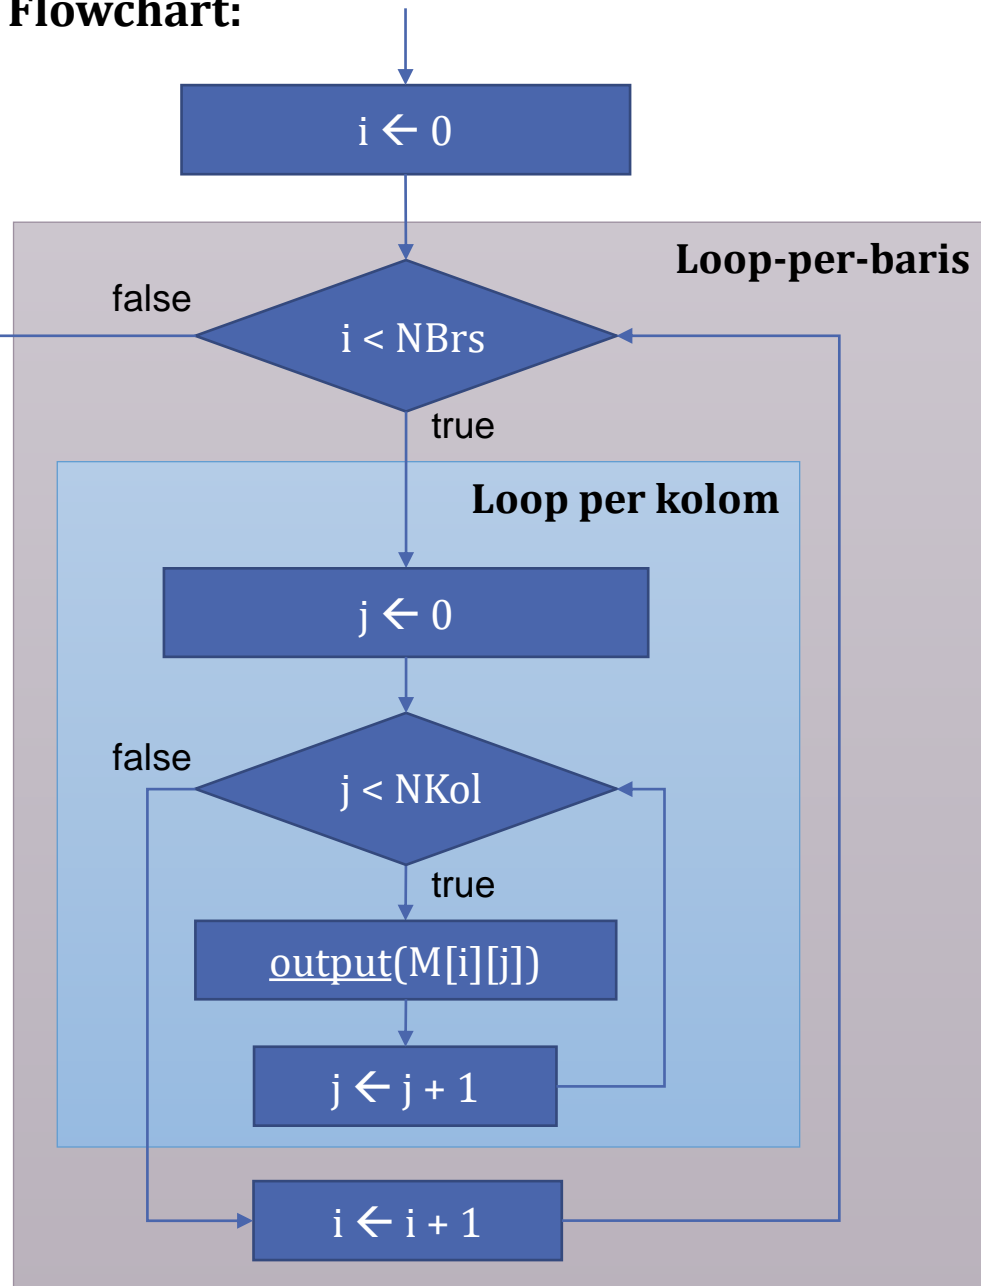 Flowchart:
i ← 0
Loop-per-baris
false
i < NBrs
true
Loop per kolom
j ← 0
false
j < NKol
true
output(M[i][j])
j ← j + 1
i ← i + 1